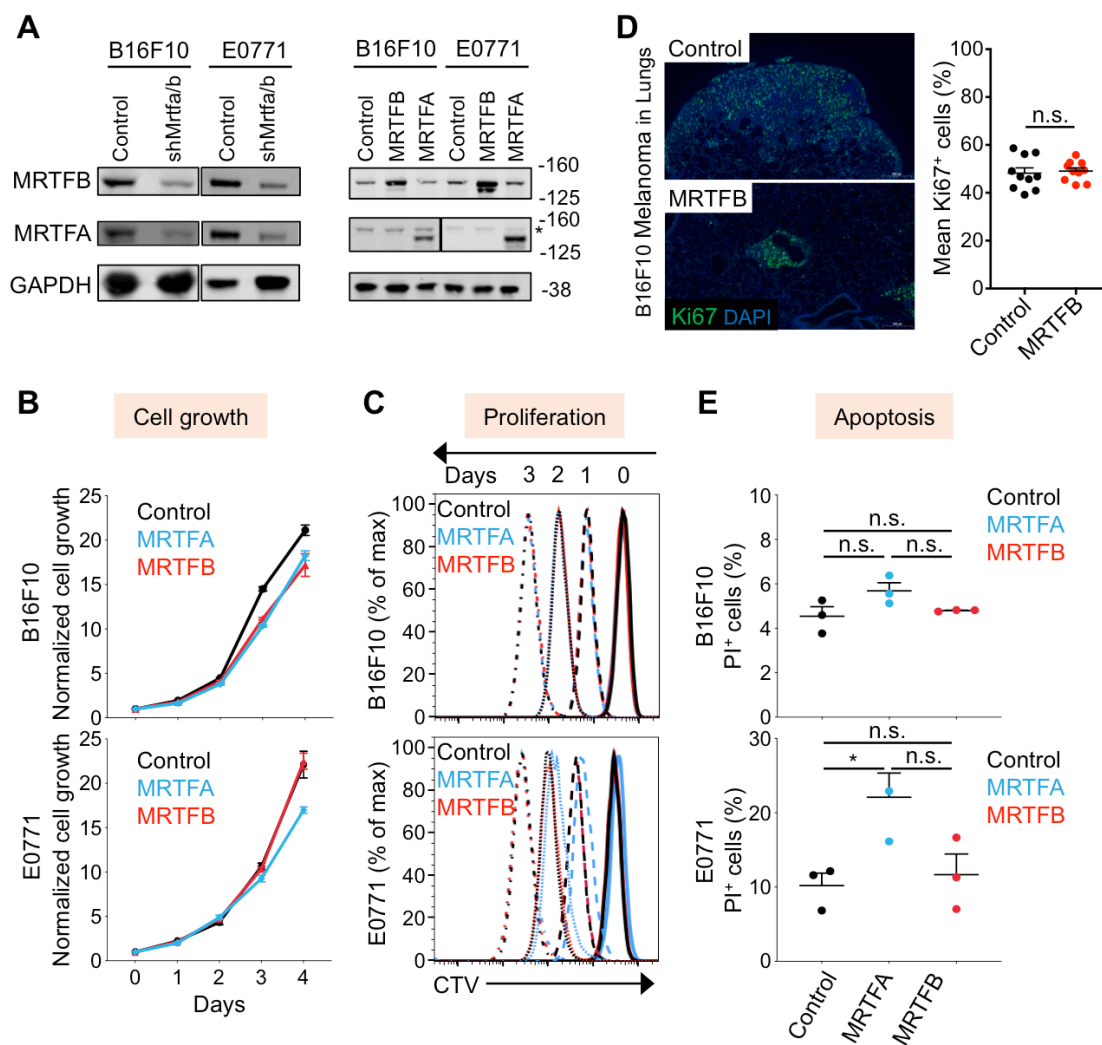 A
B16F10 E0771
Control
shMrtfa/b
Control
shMrtfa/b
MRTFB
MRTFA
GAPDH
B16F10 E0771
Control
MRTFB
MRTFA
Control
MRTFB
MRTFA
-160
-125
-160
*
-125
-38
D
B16F10 Melanoma in Lungs
Control
MRTFB
Ki67 DAPI
Mean Ki67+ cells (%)
100
80
60
40
20
0
n.s.
Control
MRTFB
B
Cell growth
B16F10
Normalized cell growth
25
20
15
10
5
0
Control
MRTFA
MRTFB
E0771
Normalized cell growth
25
20
15
10
5
0
Control
MRTFA
MRTFB
0 1 2 3 4
Days
C
Proliferation
Days 3 2 1 0
B16F10 (% of max)
100
80
60
40
20
0
Control
MRTFA
MRTFB
E0771 (% of max)
100
80
60
40
20
0
Control
MRTFA
MRTFB
CTV
E
Apoptosis
B16F10
PI+ cells (%)
10
8
6
4
2
0
n.s.
n.s. n.s.
Control
MRTFA
MRTFB
E0771
PI+ cells (%)
30
20
10
0
n.s.
* n.s.
Control
MRTFA
MRTFB
Control
MRTFA
MRTFB